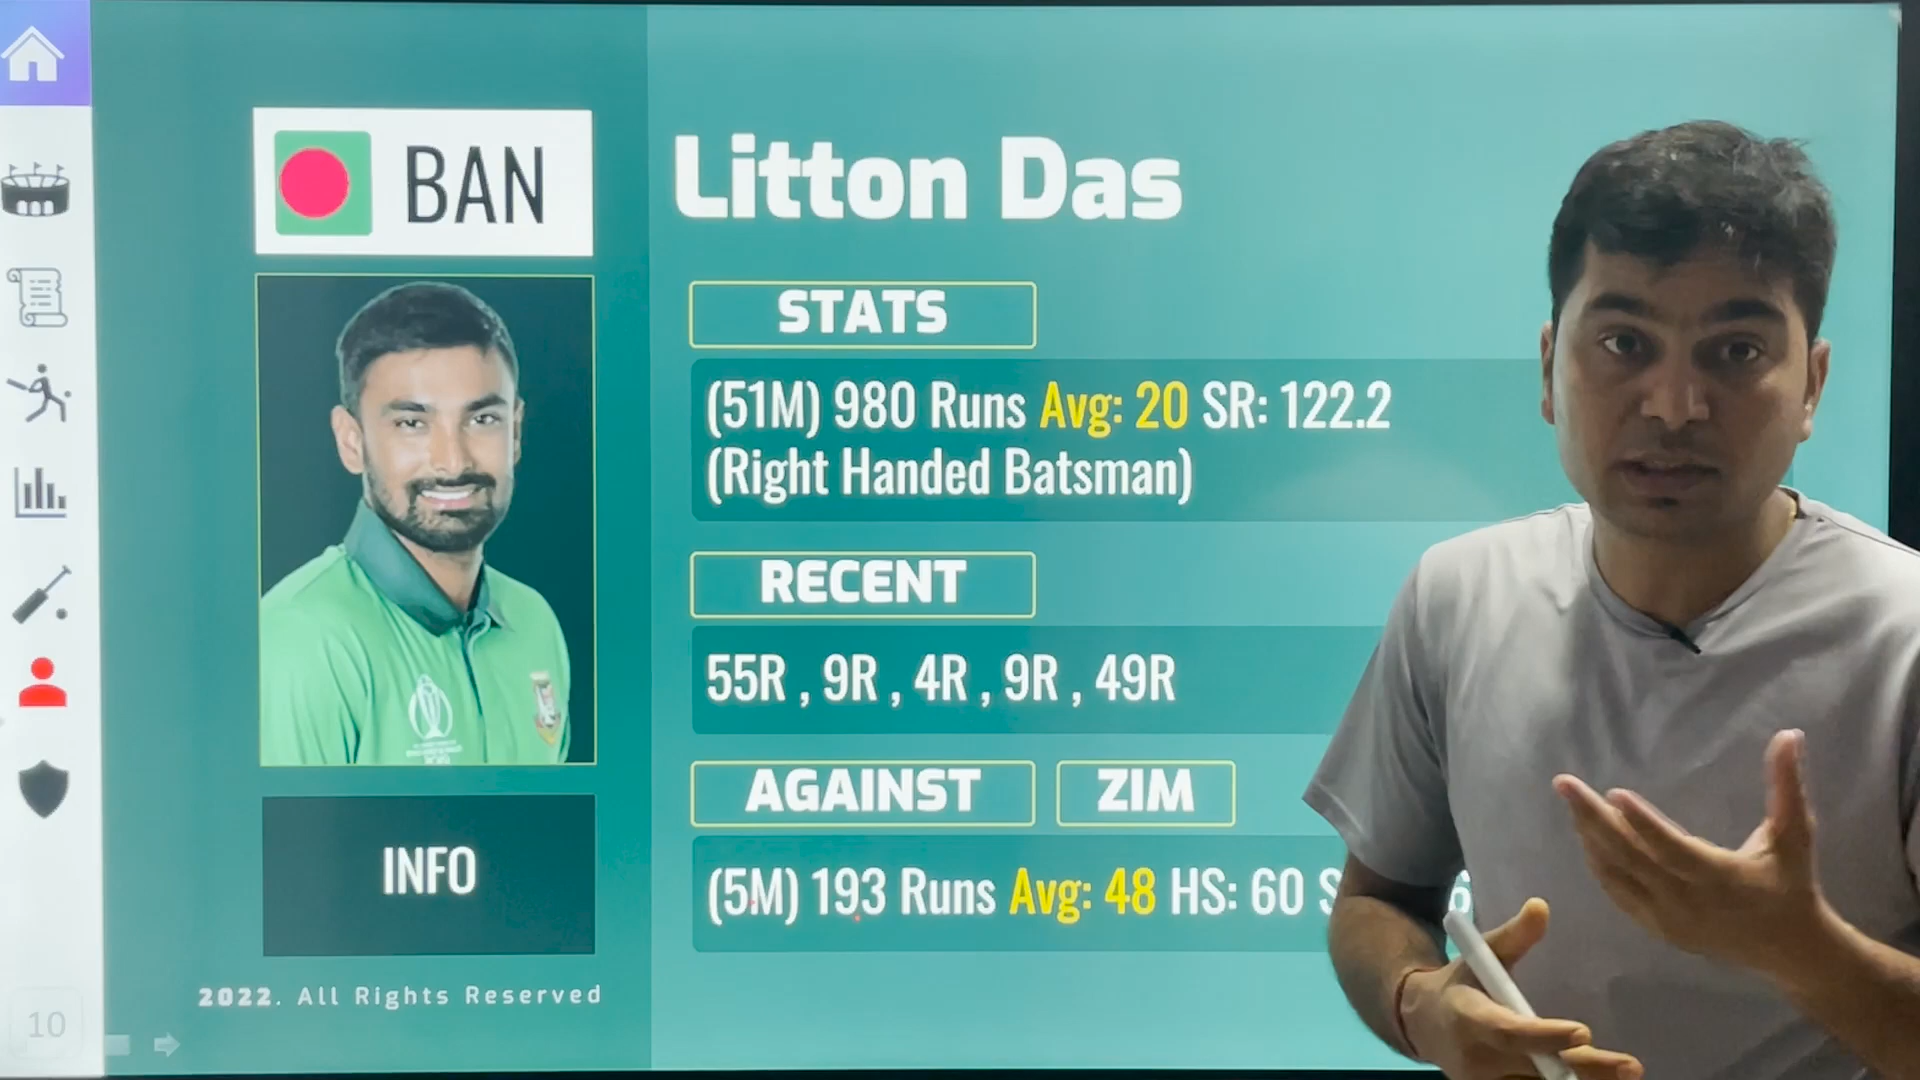 BAN
Litton Das
STATS
(51M) 980 Runs Avg: 20 SR: 122.2
(Right Handed Batsman)
RECENT
55R , 9R , 4R , 9R , 49R
AGAINST ZIM
(5M) 193 Runs Avg: 48 HS: 60
INFO
2022. All Rights Reserved
10